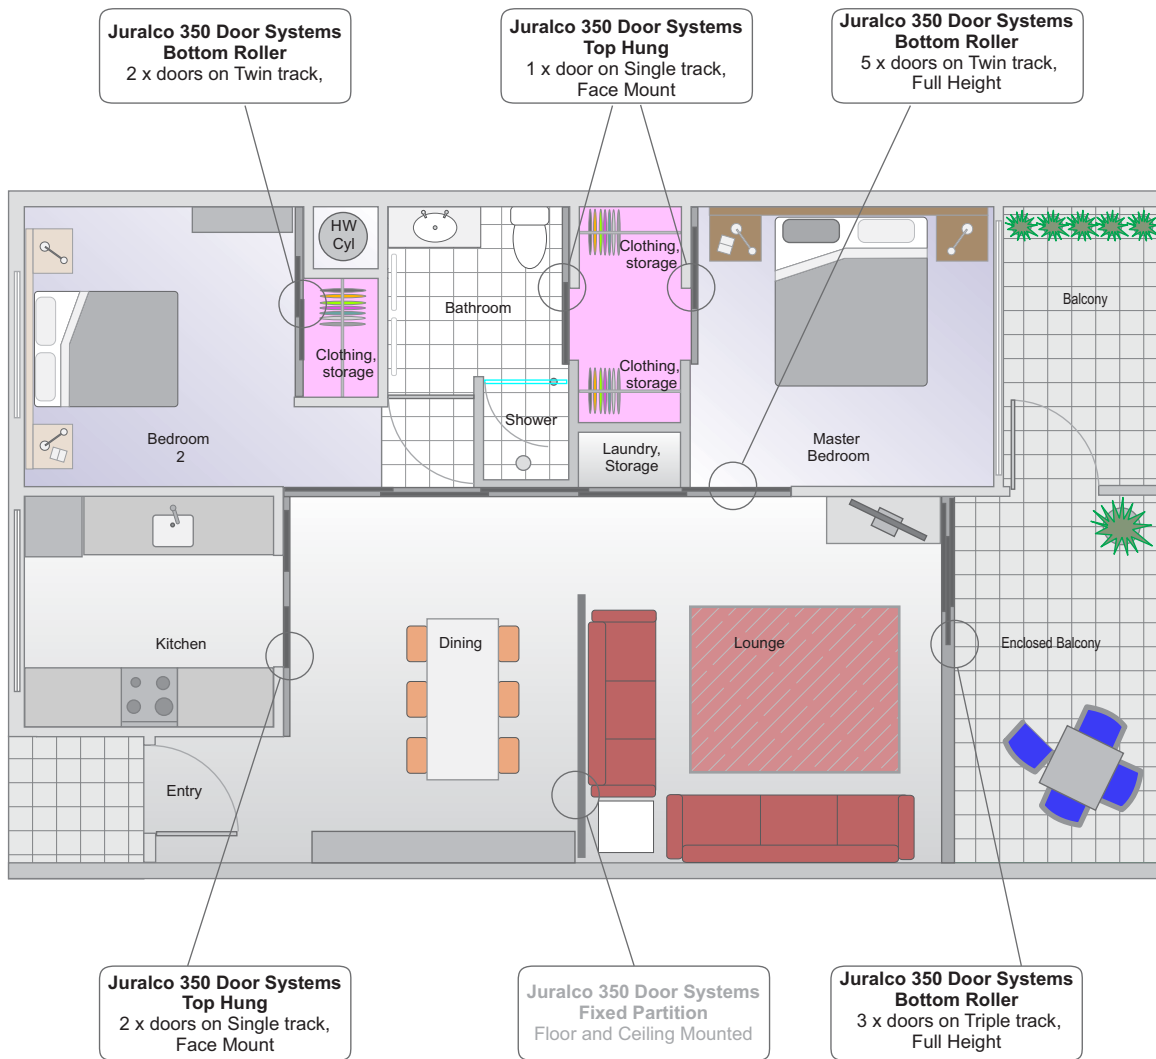 Juralco 350 Door Systems
Bottom Roller
2 x doors on Twin track,
Juralco 350 Door Systems
Top Hung
1 x door on Single track,
Face Mount
Juralco 350 Door Systems
Bottom Roller
5 x doors on Twin track,
Full Height
HW
Cyl
Clothing,
storage
Bathroom
Balcony
Clothing,
storage
Clothing,
storage
Shower
Bedroom
2
Laundry,
Storage
Master
Bedroom
Kitchen
Dining
Lounge
Enclosed Balcony
Entry
Juralco 350 Door Systems
Top Hung
2 x doors on Single track,
Face Mount
Juralco 350 Door Systems
Fixed Partition
Floor and Ceiling Mounted
Juralco 350 Door Systems
Bottom Roller
3 x doors on Triple track,
Full Height